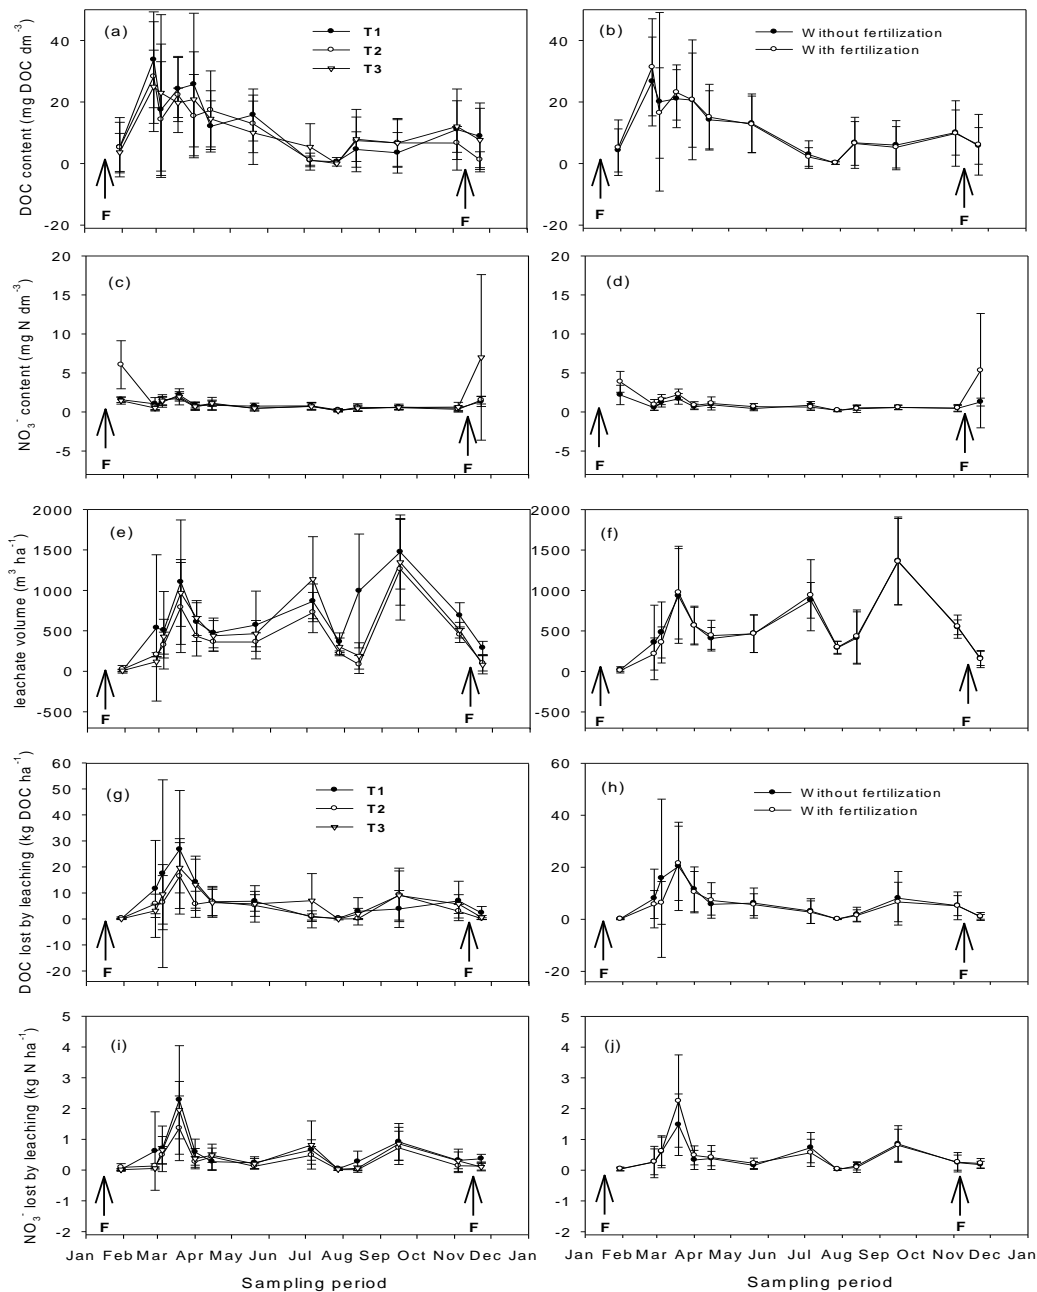 DOC content (mg DOC dm⁻³)
40
20
0
-20
(a)
T1
T2
T3
F
F
40
20
0
-20
(b)
Without fertilization
With fertilization
F
F
NO₃⁻ content (mg N dm⁻³)
20
15
10
5
0
-5
(c)
F
F
20
15
10
5
0
-5
(d)
F
F
leachate volume (m³ ha⁻¹)
2000
1500
1000
500
0
-500
(e)
F
F
2000
1500
1000
500
0
-500
(f)
F
F
DOC lost by leaching (kg DOC ha⁻¹)
60
50
40
30
20
10
0
-10
-20
(g)
T1
T2
T3
F
F
60
40
20
0
-20
(h)
Without fertilization
With fertilization
F
F
NO₃⁻ lost by leaching (kg N ha⁻¹)
5
4
3
2
1
0
-1
-2
(i)
F
F
Jan Feb Mar Apr May Jun Jul Aug Sep Oct Nov Dec Jan
Sampling period
5
4
3
2
1
0
-1
-2
(j)
F
F
Jan Feb Mar Apr May Jun Jul Aug Sep Oct Nov Dec Jan
Sampling period